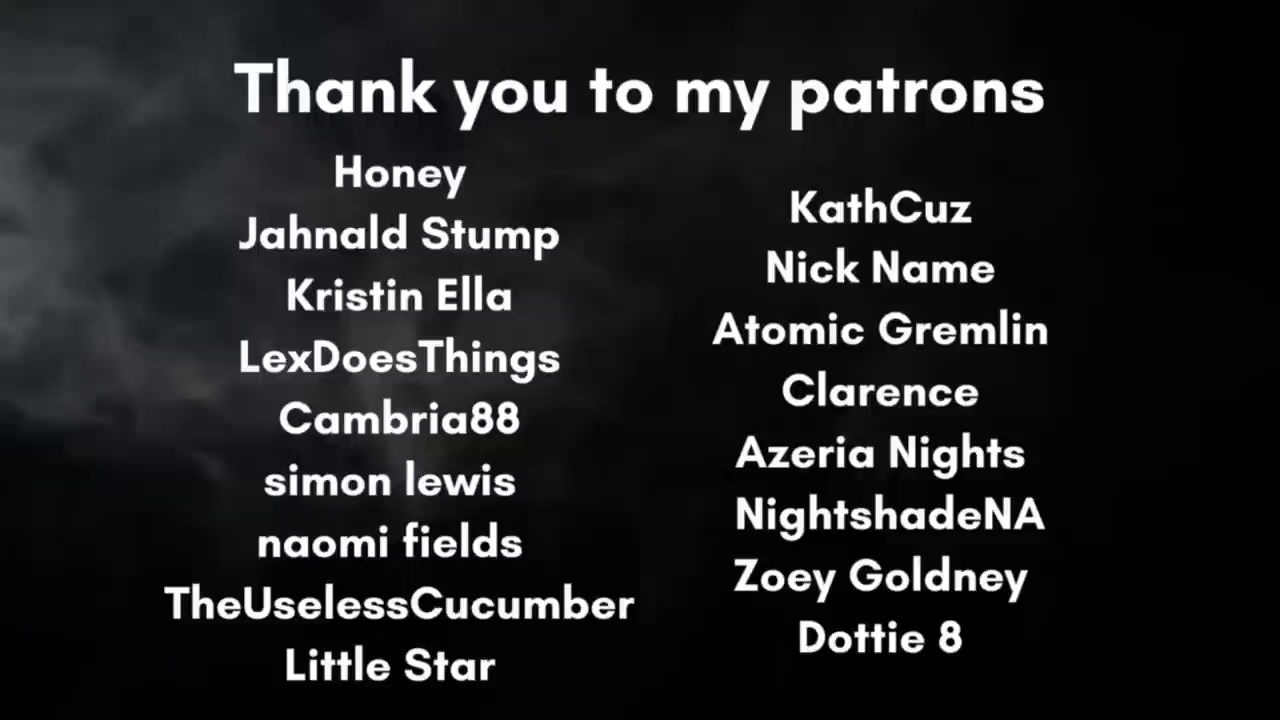 Thank you to my patrons
Honey
Jahnald Stump
Kristin Ella
LexDoesThings
Cambria88
simon lewis
naomi fields
TheUselessCucumber
Little Star
KathCuz
Nick Name
Atomic Gremlin
Clarence
Azeria Nights
NightshadeNA
Zoey Goldney
Dottie 8